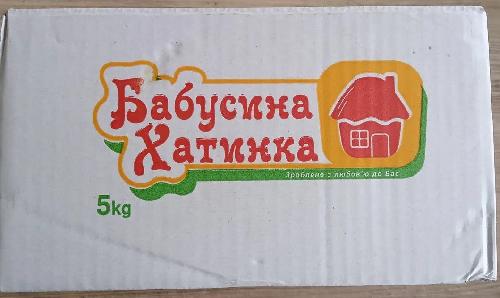 Бабусина
Хатинка
Зроблено з любов'ю до Вас
5kg